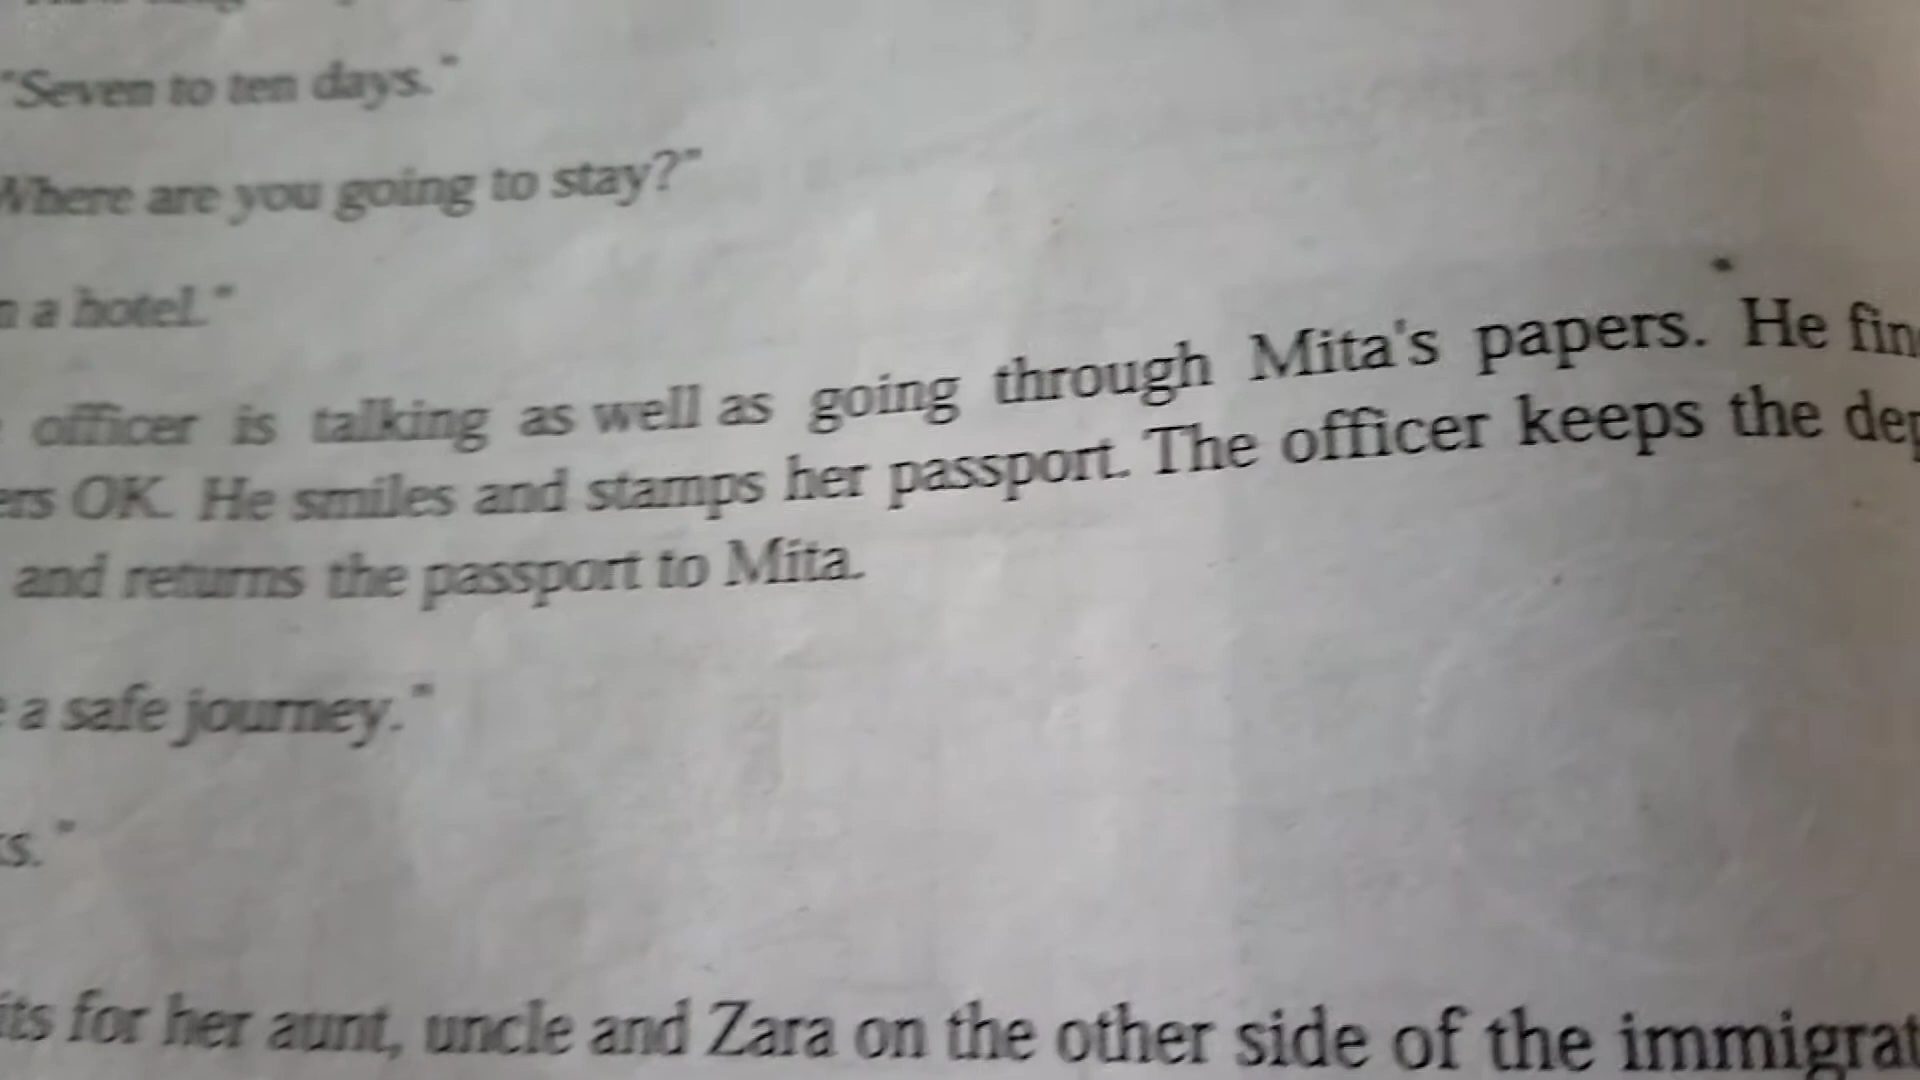 "Seven to ten days."
Where are you going to stay?"
a hotel."
officer is talking as well as going through Mita's papers. He fin
ers OK. He smiles and stamps her passport. The officer keeps the dep
and returns the passport to Mita.
a safe journey."
s."
its for her aunt, uncle and Zara on the other side of the immigrat